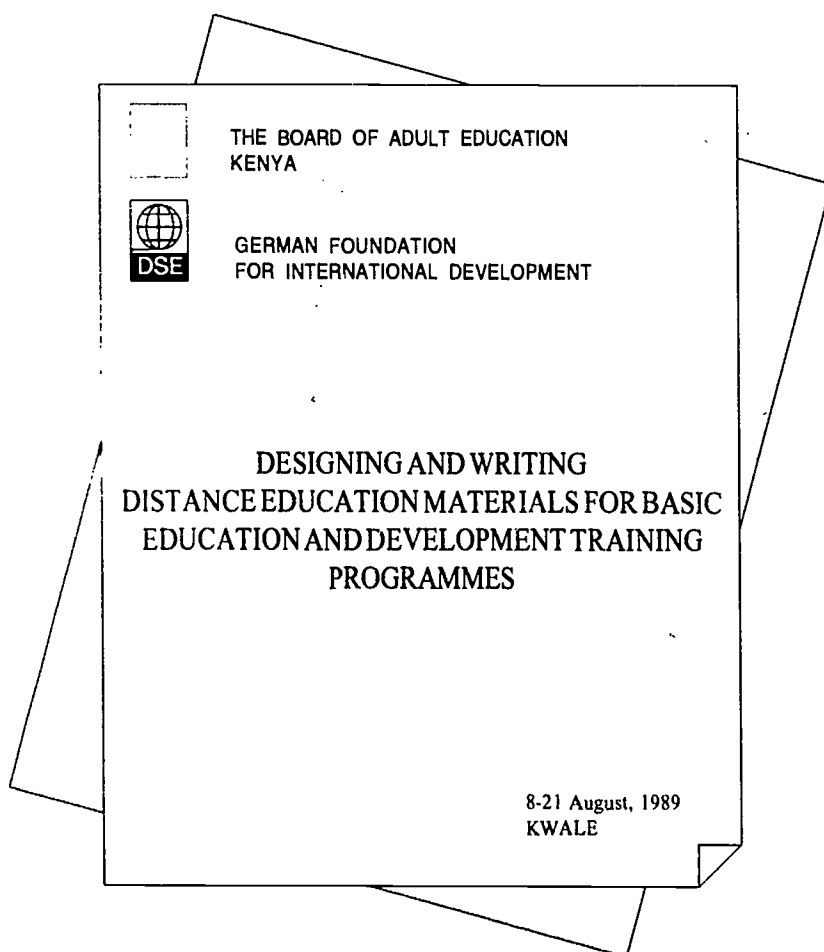 THE BOARD OF ADULT EDUCATION
KENYA
DSE
GERMAN FOUNDATION
FOR INTERNATIONAL DEVELOPMENT
DESIGNING AND WRITING
DISTANCE EDUCATION MATERIALS FOR BASIC
EDUCATION AND DEVELOPMENT TRAINING
PROGRAMMES
8-21 August, 1989
KWALE